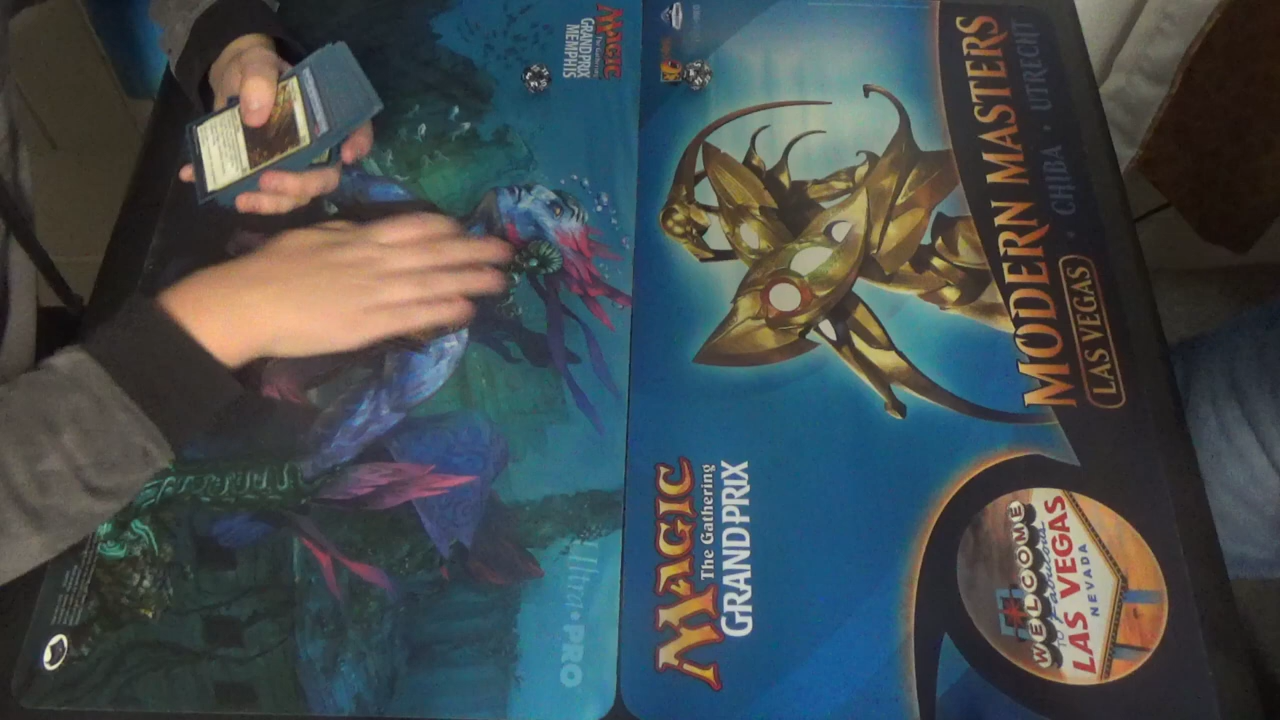 MAGIC
The Gathering
GRAND PRIX
MEMPHIS
Ultra·PRO
MODERN MASTERS
LAS VEGAS · CHIBA · UTRECHT
MAGIC
The Gathering
GRAND PRIX
WELCOME
TO Fabulous
LAS VEGAS
NEVADA